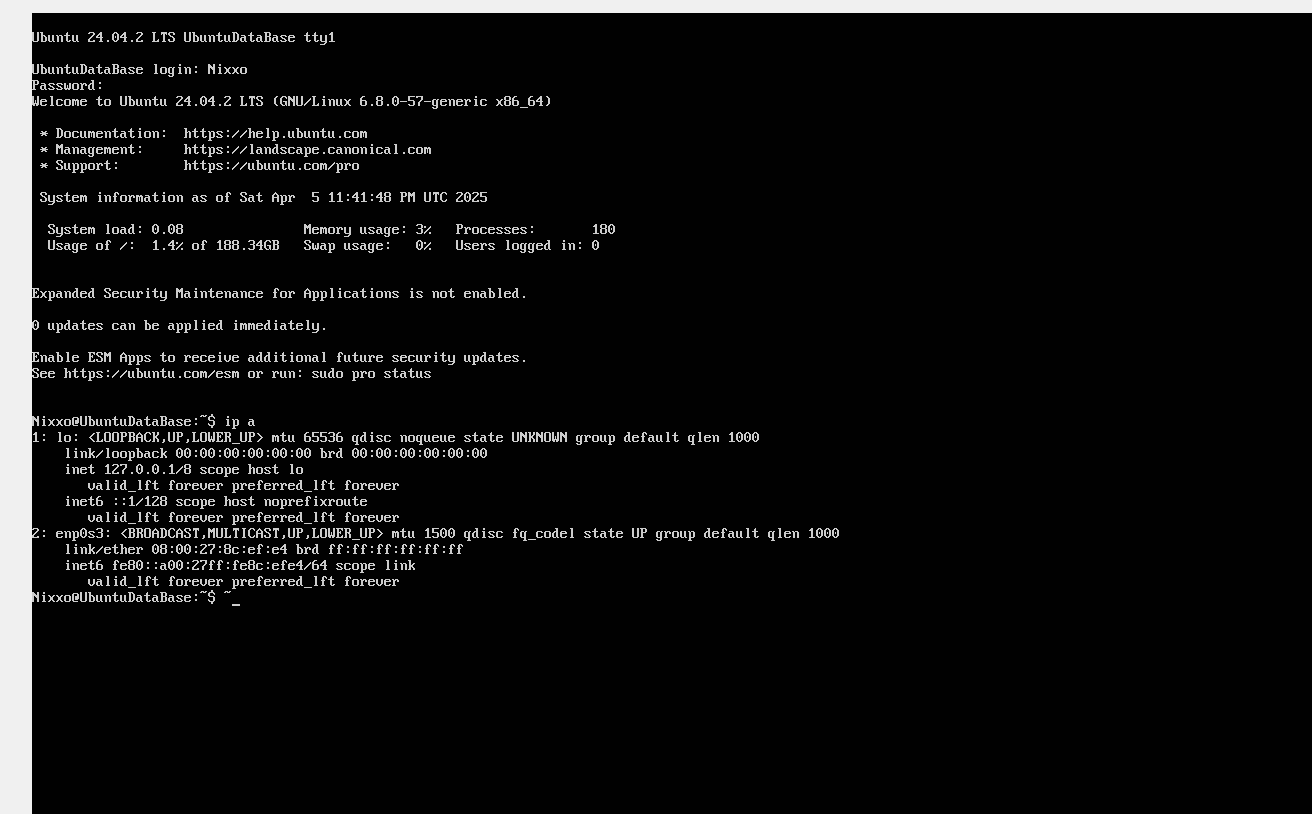 Ubuntu 24.04.2 LTS UbuntuDataBase tty1
UbuntuDataBase login: Nixxo
Password:
Welcome to Ubuntu 24.04.2 LTS (GNU/Linux 6.8.0-57-generic x86_64)
* Documentation:  https://help.ubuntu.com
* Management:     https://landscape.canonical.com
* Support:        https://ubuntu.com/pro
System information as of Sat Apr  5 11:41:48 PM UTC 2025
System load: 0.08               Memory usage: 3%   Processes:       180
Usage of /:  1.4% of 188.34GB   Swap usage:   0%   Users logged in: 0
Expanded Security Maintenance for Applications is not enabled.
0 updates can be applied immediately.
Enable ESM Apps to receive additional future security updates.
See https://ubuntu.com/esm or run: sudo pro status
Nixxo@UbuntuDataBase:~$ ip a
1: lo: <LOOPBACK,UP,LOWER_UP> mtu 65536 qdisc noqueue state UNKNOWN group default qlen 1000
link/loopback 00:00:00:00:00:00 brd 00:00:00:00:00:00
inet 127.0.0.1/8 scope host lo
valid_lft forever preferred_lft forever
inet6 ::1/128 scope host noprefixroute
valid_lft forever preferred_lft forever
2: enp0s3: <BROADCAST,MULTICAST,UP,LOWER_UP> mtu 1500 qdisc fq_codel state UP group default qlen 1000
link/ether 08:00:27:8c:ef:e4 brd ff:ff:ff:ff:ff:ff
inet6 fe80::a00:27ff:fe8c:efe4/64 scope link
valid_lft forever preferred_lft forever
Nixxo@UbuntuDataBase:~$ ~_